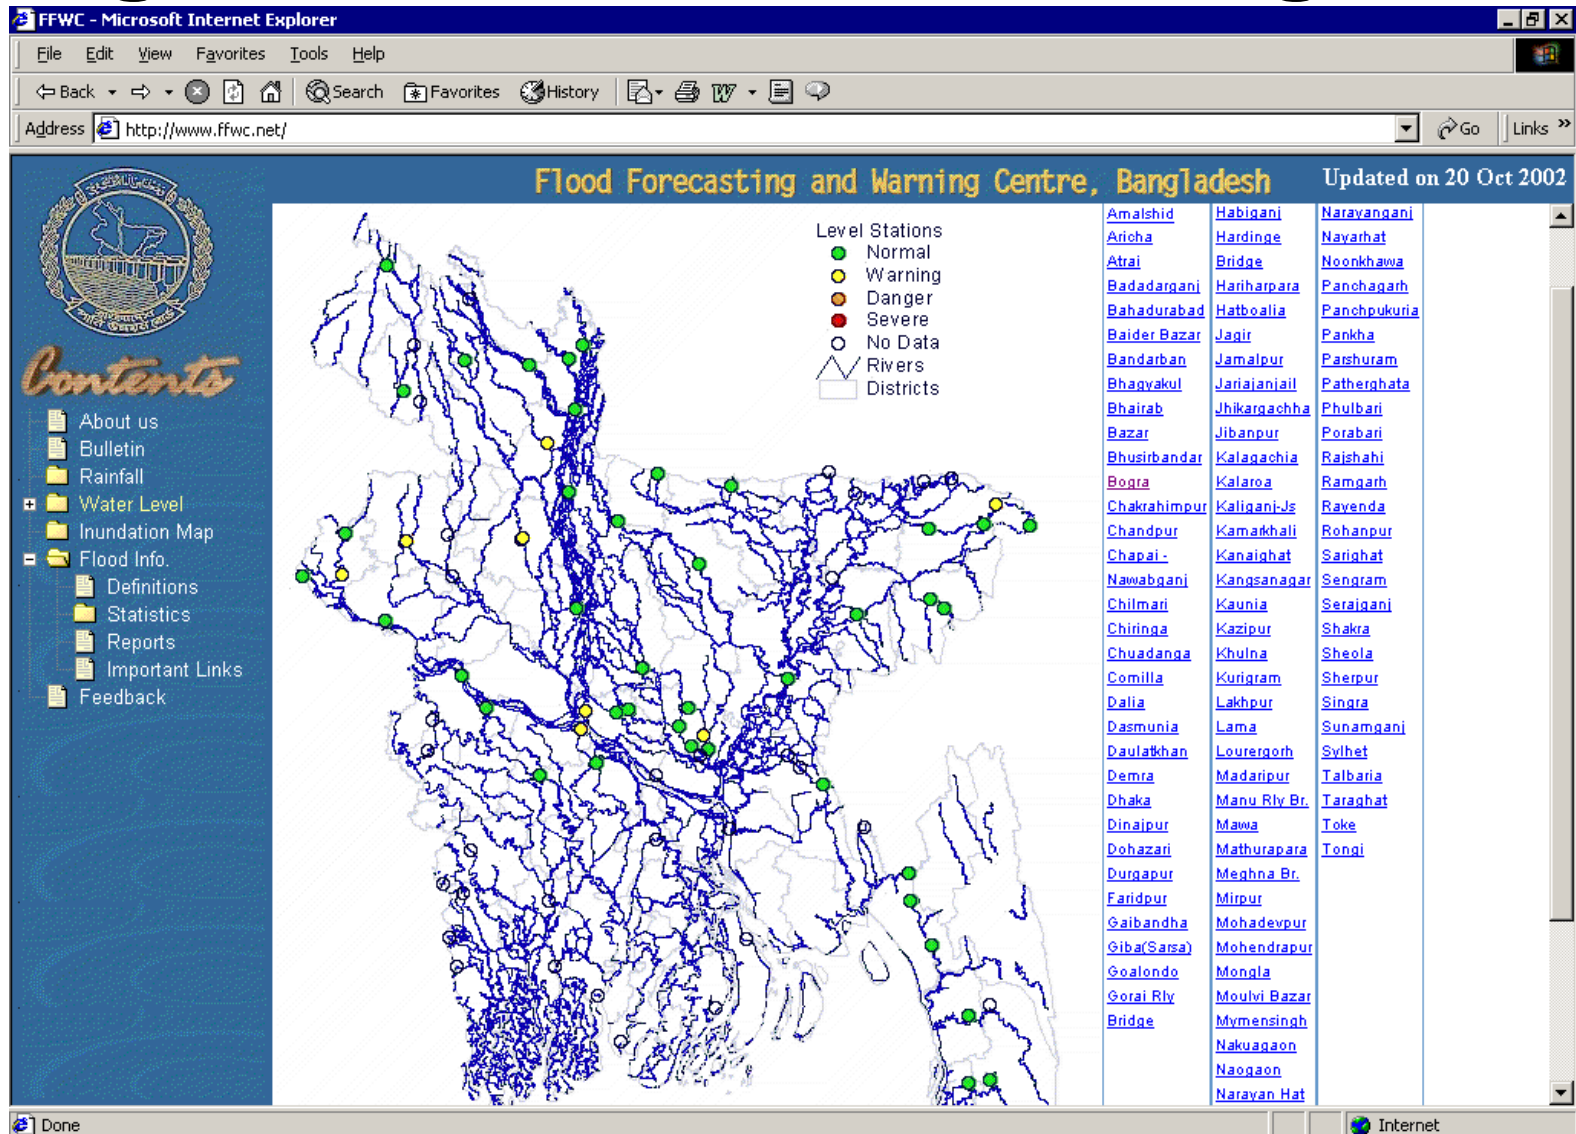 FFWC - Microsoft Internet Explorer
File Edit View Favorites Tools Help
Back Search Favorites History
Address http://www.ffwc.net/ Go Links »
Flood Forecasting and Warning Centre, Bangladesh
Updated on 20 Oct 2002
Contents
About us
Bulletin
Rainfall
Water Level
Inundation Map
Flood Info.
Definitions
Statistics
Reports
Important Links
Feedback
Level Stations
Normal
Warning
Danger
Severe
No Data
Rivers
Districts
Amalshid
Aricha
Atrai
Badadarganj
Bahadurabad
Baider Bazar
Bandarban
Bhagyakul
Bhairab
Bazar
Bhusirbandar
Bogra
Chakrahimpur
Chandpur
Chapai -
Nawabganj
Chilmari
Chiringa
Chuadanga
Comilla
Dalia
Dasmunia
Daulatkhan
Demra
Dhaka
Dinajpur
Dohazari
Durgapur
Faridpur
Gaibandha
Giba(Sarsa)
Goalondo
Gorai Rly
Bridge
Habiganj
Hardinge
Bridge
Hariharpara
Hatboalia
Jagir
Jamalpur
Jariajanjail
Jhikargachha
Jibanpur
Kalagachia
Kalaroa
Kaliganj-Js
Kamarkhali
Kanaighat
Kangsanagar
Kaunia
Kazipur
Khulna
Kurigram
Lakhpur
Lama
Lourergorh
Madaripur
Manu Rly Br.
Mawa
Mathurapara
Meghna Br.
Mirpur
Mohadevpur
Mohendrapur
Mongla
Moulvi Bazar
Mymensingh
Nakuagaon
Naogaon
Narayan Hat
Narayanganj
Nayarhat
Noonkhawa
Panchagarh
Panchpukuria
Pankha
Parshuram
Patherghata
Phulbari
Porabari
Rajshahi
Ramgarh
Rayenda
Rohanpur
Sarighat
Sengram
Serajganj
Shakra
Sheola
Sherpur
Singra
Sunamganj
Sylhet
Talbaria
Taraghat
Toke
Tongi
Done Internet